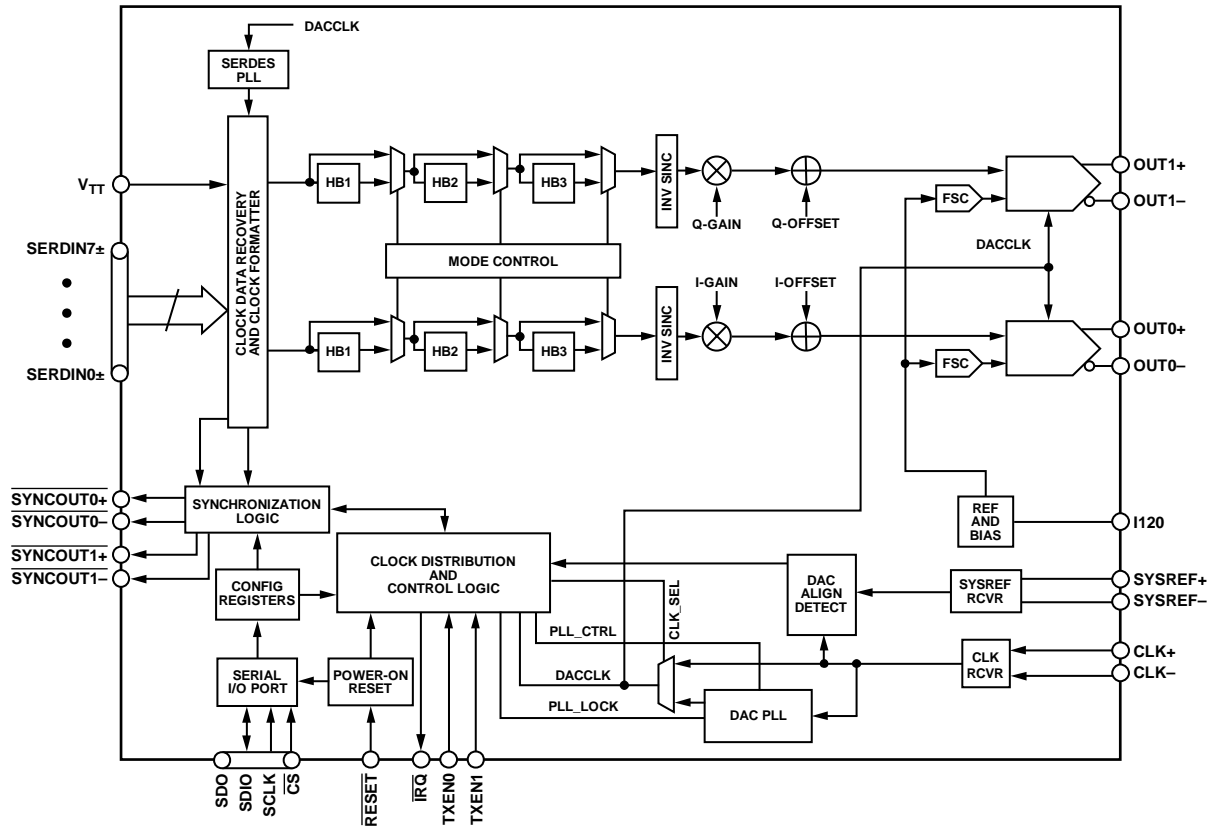 DACCLK
SERDES
PLL
CLOCK DATA RECOVERY
AND CLOCK FORMATTER
VTT
SERDIN7±
SERDIN0±
HB1
HB2
HB3
INV SINC
Q-GAIN
Q-OFFSET
FSC
OUT1+
OUT1–
DACCLK
MODE CONTROL
I-GAIN
I-OFFSET
HB1
HB2
HB3
INV SINC
FSC
OUT0+
OUT0–
SYNCOUT0+
SYNCOUT0–
SYNCOUT1+
SYNCOUT1–
SYNCHRONIZATION
LOGIC
CLOCK DISTRIBUTION
AND
CONTROL LOGIC
REF
AND
BIAS
I120
CONFIG
REGISTERS
CLK_SEL
DAC
ALIGN
DETECT
SYSREF
RCVR
SYSREF+
SYSREF–
PLL_CTRL
CLK
RCVR
CLK+
CLK–
SERIAL
I/O PORT
POWER-ON
RESET
DACCLK
PLL_LOCK
DAC PLL
SDO
SDIO
SCLK
CS
RESET
IRQ
TXEN0
TXEN1